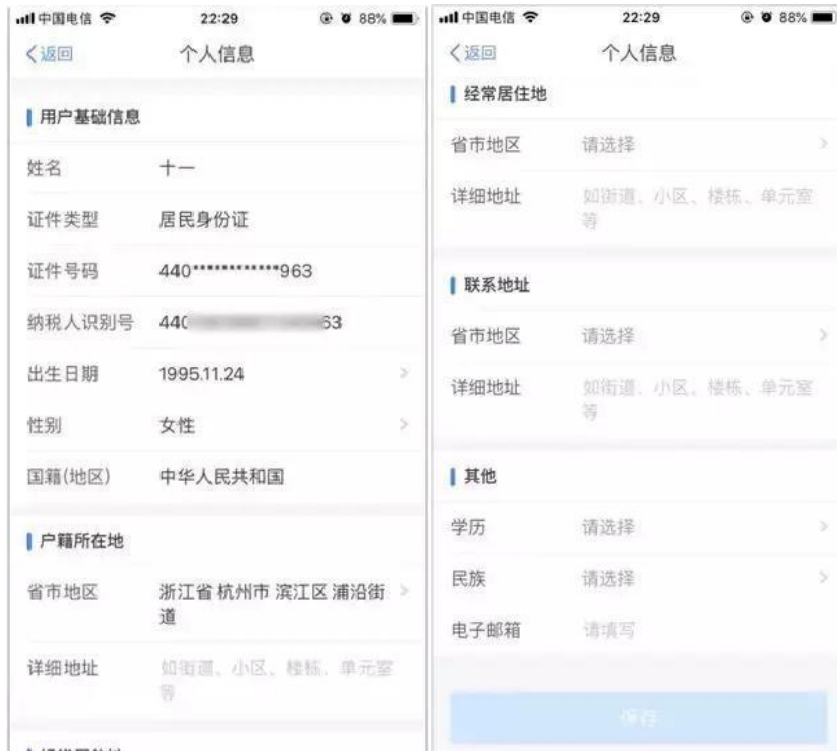 中国电信 22:29 88%
返回 个人信息
用户基础信息
姓名 十一
证件类型 居民身份证
证件号码 440************963
纳税人识别号 440 63
出生日期 1995.11.24
性别 女性
国籍(地区) 中华人民共和国
户籍所在地
省市地区 浙江省 杭州市 滨江区 浦沿街
道
详细地址 如街道、小区、楼栋、单元室
等
中国电信 22:29 88%
返回 个人信息
经常居住地
省市地区 请选择
详细地址 如街道、小区、楼栋、单元室
等
联系地址
省市地区 请选择
详细地址 如街道、小区、楼栋、单元室
等
其他
学历 请选择
民族 请选择
电子邮箱 请填写
保存